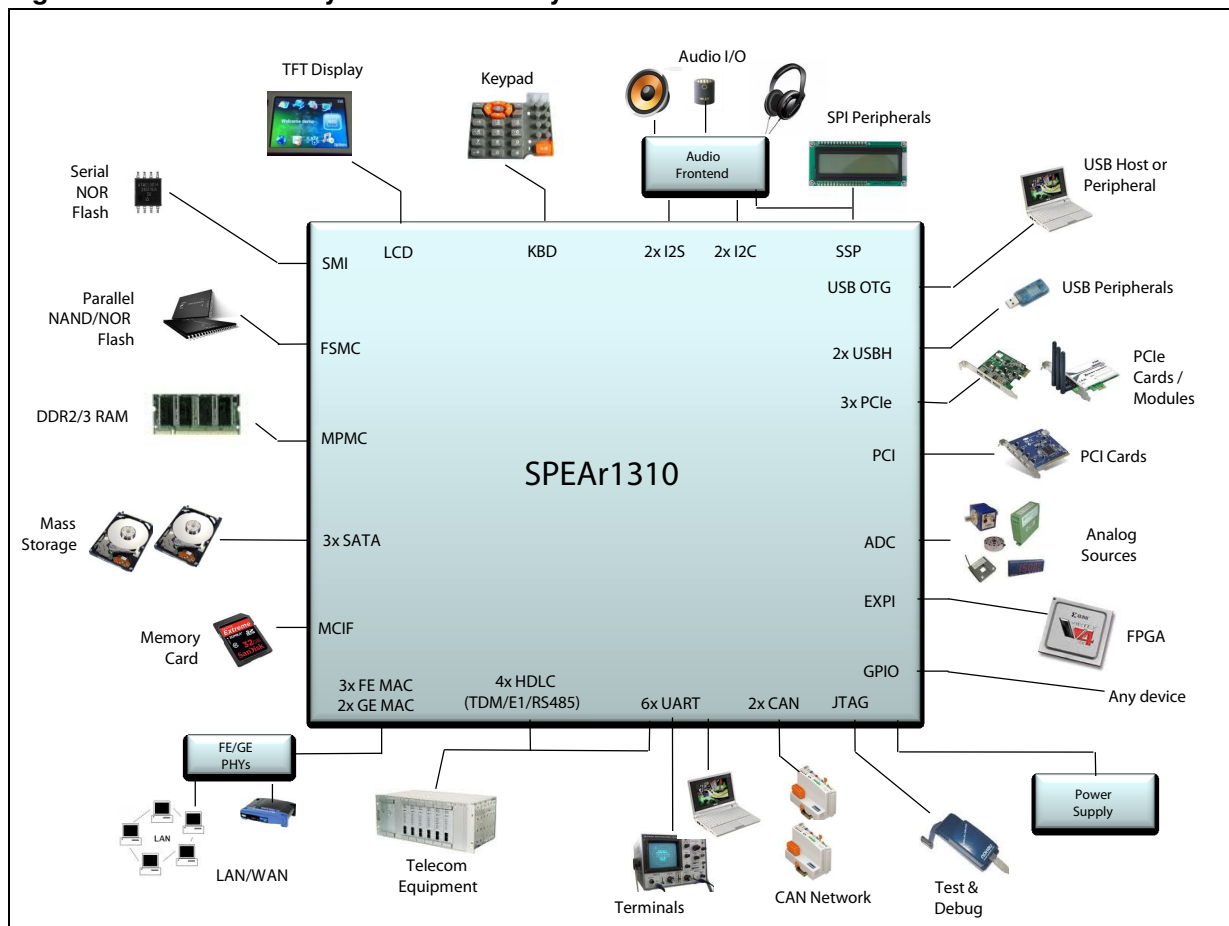 TFT Display
Keypad
Audio I/O
SPI Peripherals
Audio
Frontend
Serial
NOR
Flash
USB Host or
Peripheral
LCD
KBD
2x I2S
2x I2C
SSP
SMI
USB OTG
Parallel
NAND/NOR
Flash
USB Peripherals
FSMC
2x USBH
PCIe
Cards /
Modules
3x PCIe
DDR2/3 RAM
MPMC
PCI
PCI Cards
SPEAr1310
Mass
Storage
3x SATA
ADC
Analog
Sources
EXPI
FPGA
Memory
Card
Extreme
SanDisk
MCIF
GPIO
Any device
3x FE MAC
2x GE MAC
4x HDLC
(TDM/E1/RS485)
6x UART
2x CAN
JTAG
FE/GE
PHYs
Power
Supply
LAN
LAN/WAN
Telecom
Equipment
Terminals
CAN Network
Test &
Debug